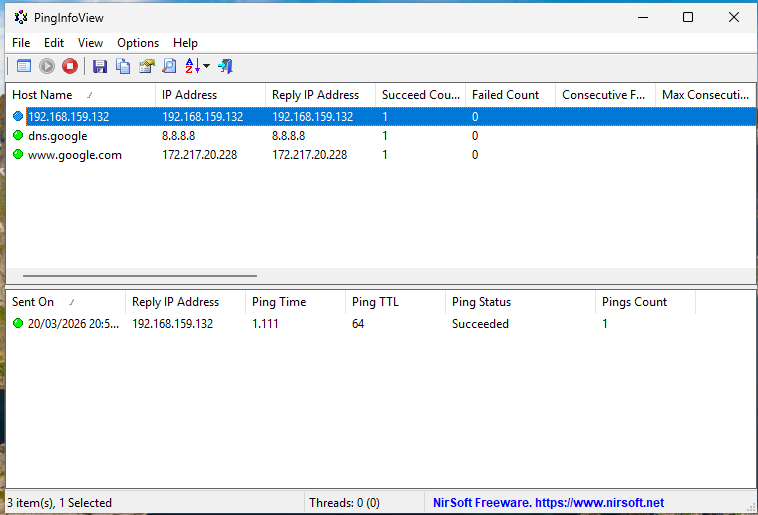 PingInfoView
File Edit View Options Help
Host Name IP Address Reply IP Address Succeed Cou... Failed Count Consecutive F... Max Consecuti...
192.168.159.132 192.168.159.132 192.168.159.132 1 0
dns.google 8.8.8.8 8.8.8.8 1 0
www.google.com 172.217.20.228 172.217.20.228 1 0
Sent On Reply IP Address Ping Time Ping TTL Ping Status Pings Count
20/03/2026 20:5... 192.168.159.132 1.111 64 Succeeded 1
3 item(s), 1 Selected Threads: 0 (0) NirSoft Freeware. https://www.nirsoft.net